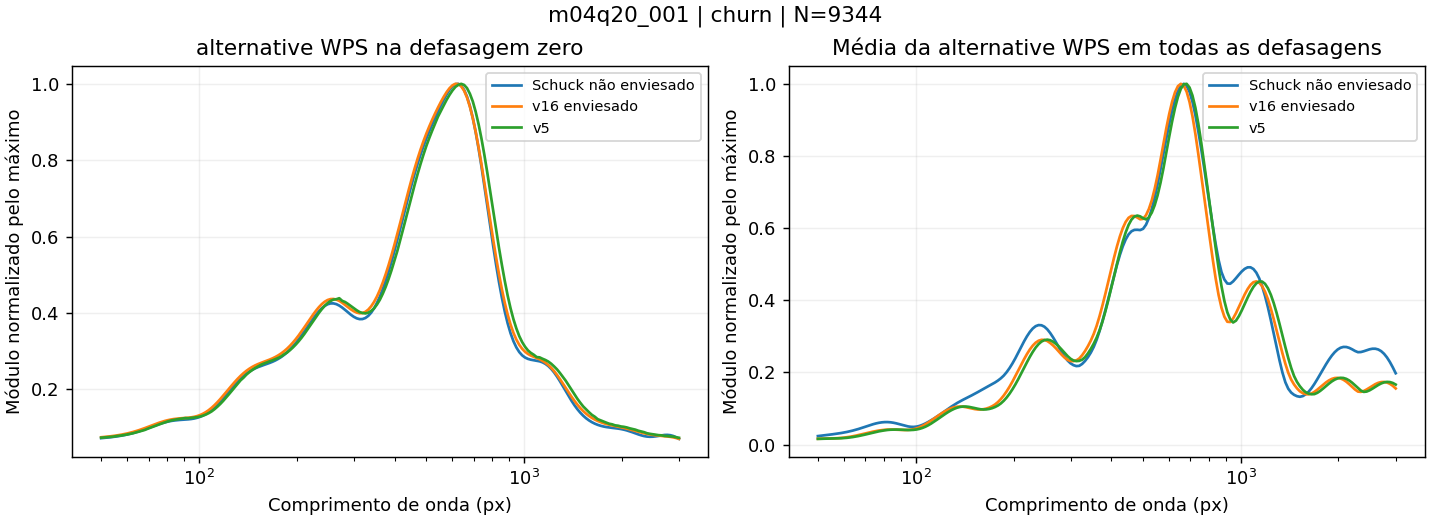 m04q20_001 | churn | N=9344
alternative WPS na defasagem zero
Módulo normalizado pelo máximo
1.0
0.8
0.6
0.4
0.2
Schuck não enviesado
v16 enviesado
v5
10²
10³
Comprimento de onda (px)
Média da alternative WPS em todas as defasagens
Módulo normalizado pelo máximo
1.0
0.8
0.6
0.4
0.2
0.0
Schuck não enviesado
v16 enviesado
v5
10²
10³
Comprimento de onda (px)